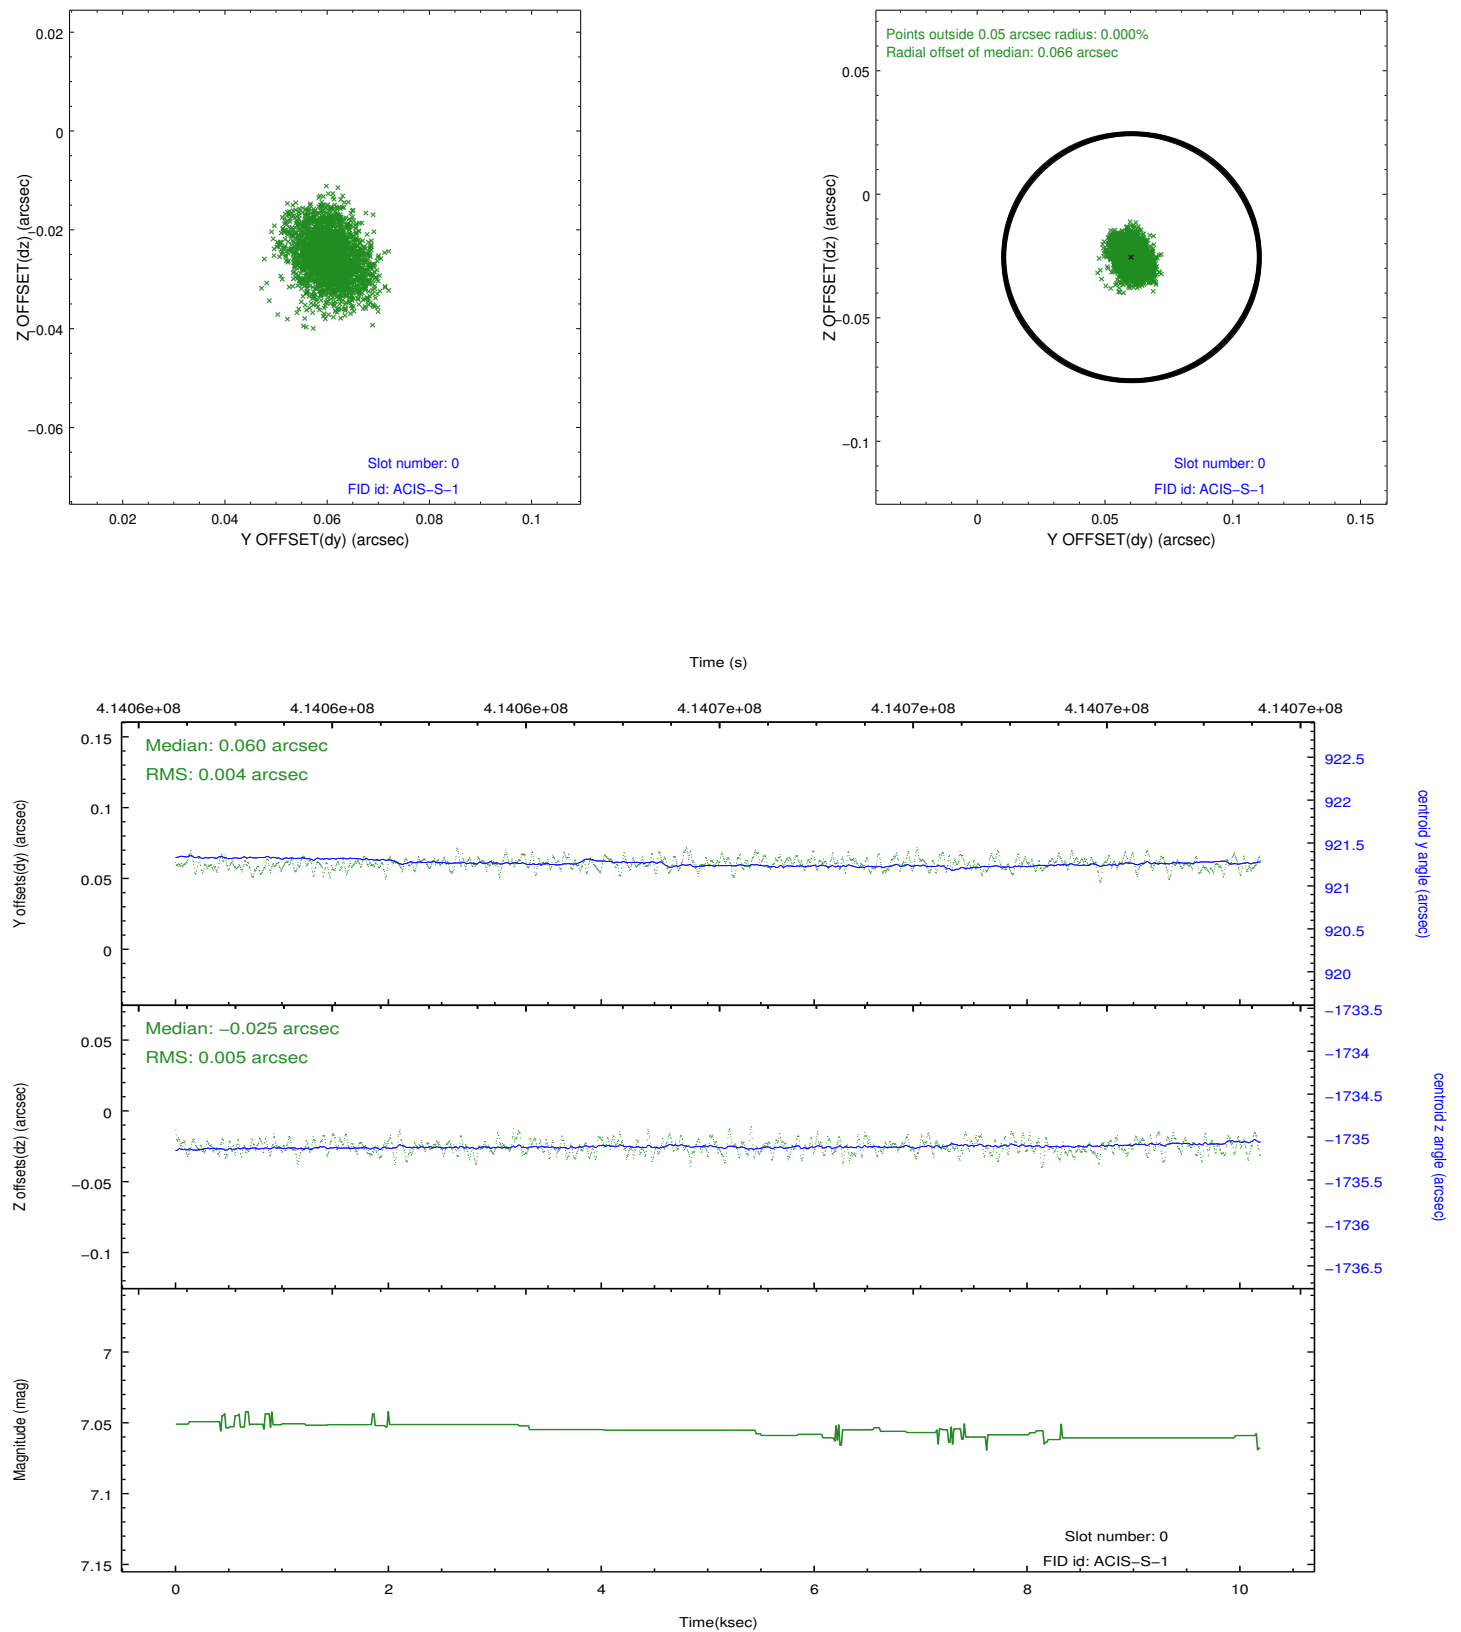 0.02
0
−0.02
−0.04
−0.06
Z OFFSET(dz) (arcsec)
Slot number: 0
FID id: ACIS−S−1
0.02 0.04 0.06 0.08 0.1
Y OFFSET(dy) (arcsec)
Points outside 0.05 arcsec radius: 0.000%
Radial offset of median: 0.066 arcsec
0.05
0
−0.05
−0.1
Z OFFSET(dz) (arcsec)
Slot number: 0
FID id: ACIS−S−1
0 0.05 0.1 0.15
Y OFFSET(dy) (arcsec)
Time (s)
4.1406e+08 4.1406e+08 4.1406e+08 4.1407e+08 4.1407e+08 4.1407e+08 4.1407e+08
Median: 0.060 arcsec
RMS: 0.004 arcsec
0.15
0.1
0.05
0
Y offsets(dy) (arcsec)
922.5
922
921.5
921
920.5
920
centroid y angle (arcsec)
Median: −0.025 arcsec
RMS: 0.005 arcsec
0.05
0
−0.05
−0.1
Z offsets(dz) (arcsec)
−1733.5
−1734
−1734.5
−1735
−1735.5
−1736
−1736.5
centroid z angle (arcsec)
7
7.05
7.1
7.15
Magnitude (mag)
Slot number: 0
FID id: ACIS−S−1
0 2 4 6 8 10
Time(ksec)